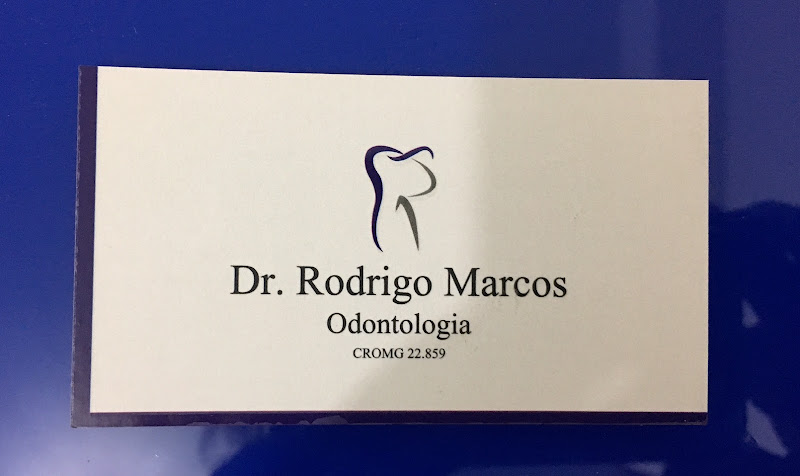 Dr. Rodrigo Marcos
Odontologia
CROMG 22.859